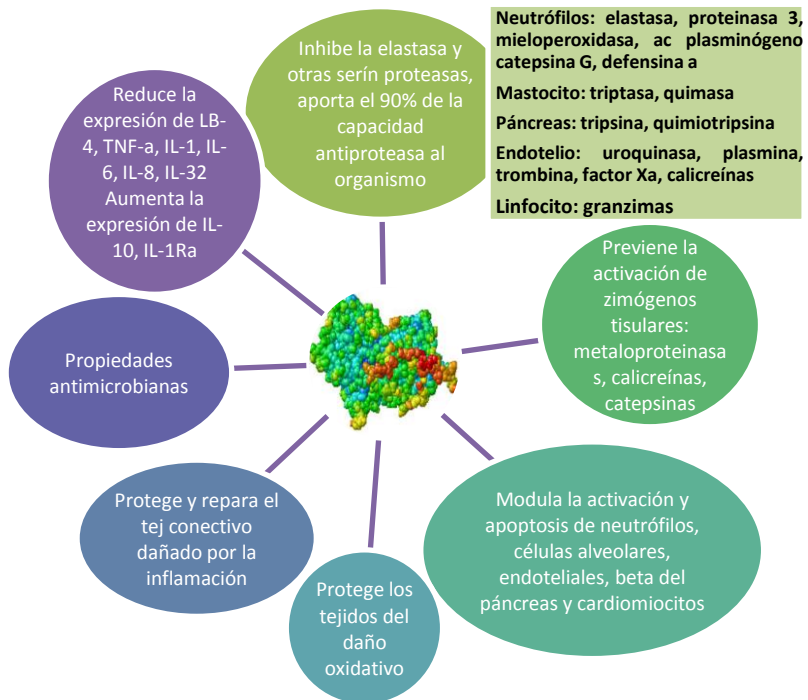 Inhibe la elastasa y
otras serín proteasas,
aporta el 90% de la
capacidad
antiproteasa al
organismo
Neutrófilos: elastasa, proteinasa 3,
mieloperoxidasa, ac plasminógeno
catepsina G, defensina a
Mastocito: triptasa, quimasa
Páncreas: tripsina, quimiotripsina
Endotelio: uroquinasa, plasmina,
trombina, factor Xa, calicreínas
Linfocito: granzimas
Previene la
activación de
zimógenos
tisulares:
metaloproteinasa
s, calicreínas,
catepsinas
Modula la activación y
apoptosis de neutrófilos,
células alveolares,
endoteliales, beta del
páncreas y cardiomiocitos
Protege los
tejidos del
daño
oxidativo
Protege y repara el
tej conectivo
dañado por la
inflamación
Propiedades
antimicrobianas
Reduce la
expresión de LB-
4, TNF-a, IL-1, IL-
6, IL-8, IL-32
Aumenta la
expresión de IL-
10, IL-1Ra